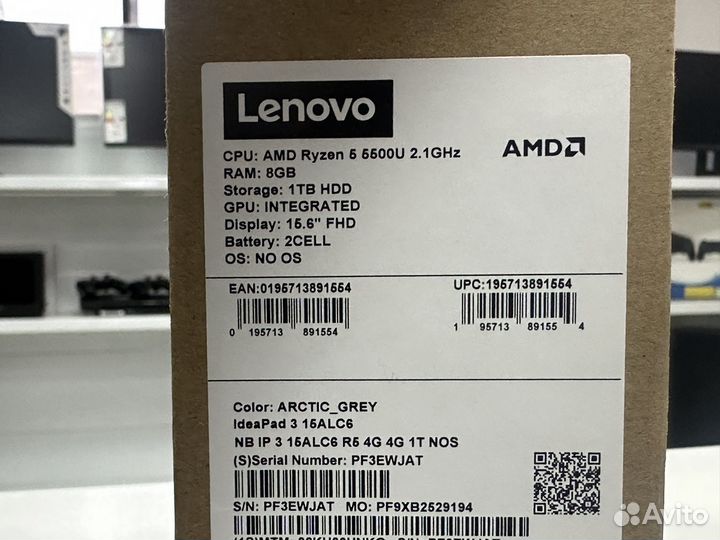 Lenovo
AMD
CPU: AMD Ryzen 5 5500U 2.1GHz
RAM: 8GB
Storage: 1TB HDD
GPU: INTEGRATED
Display: 15.6" FHD
Battery: 2CELL
OS: NO OS
EAN:0195713891554
UPC:195713891554
0 195713 891554
1 95713 89155 4
Color: ARCTIC_GREY
IdeaPad 3 15ALC6
NB IP 3 15ALC6 R5 4G 4G 1T NOS
(S)Serial Number: PF3EWJAT
S/N: PF3EWJAT MO: PF9XB2529194
Avito